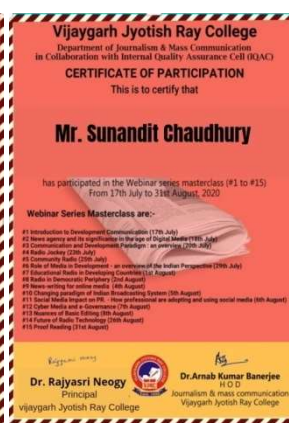 Vijaygarh Jyotish Ray College
Department of Journalism & Mass Communication
in Collaboration with Internal Quality Assurance Cell (IQAC)
CERTIFICATE OF PARTICIPATION
This is to certify that
Mr. Sunandit Chaudhury
has participated in the Webinar series masterclass (#1 to #15)
From 17th July to 31st August, 2020
Webinar Series Masterclass are:-
#1 Introduction to Development Communication (17th July)
#2 News agency and its significance in the age of Digital Media (18th July)
#3 Communication and Development Paradigm : an overview (20th July)
#4 Radio Jockey (23th July)
#5 Community Radio (25th July)
#6 Role of Media in Development - an overview of the Indian Perspective (29th July)
#7 Educational Radio in Developing Countries (1st August)
#8 Radio in Democratic Periphery (2nd August)
#9 News-writing for online media (4th August)
#10 Changing paradigm of Indian Broadcasting System (5th August)
#11 Social Media Impact on PR. - How professional are adopting and using social media (6th August)
#12 Cyber Media and e-Governance (7th August)
#13 Nuances of Basic Editing (8th August)
#14 Future of Radio Technology (26th August)
#15 Proof Reading (31st August)
Dr. Rajyasri Neogy
Principal
vijaygarh Jyotish Ray College
Dr.Arnab Kumar Banerjee
H O D
Journalism & mass communication
Vijaygarh Jyotish Ray College